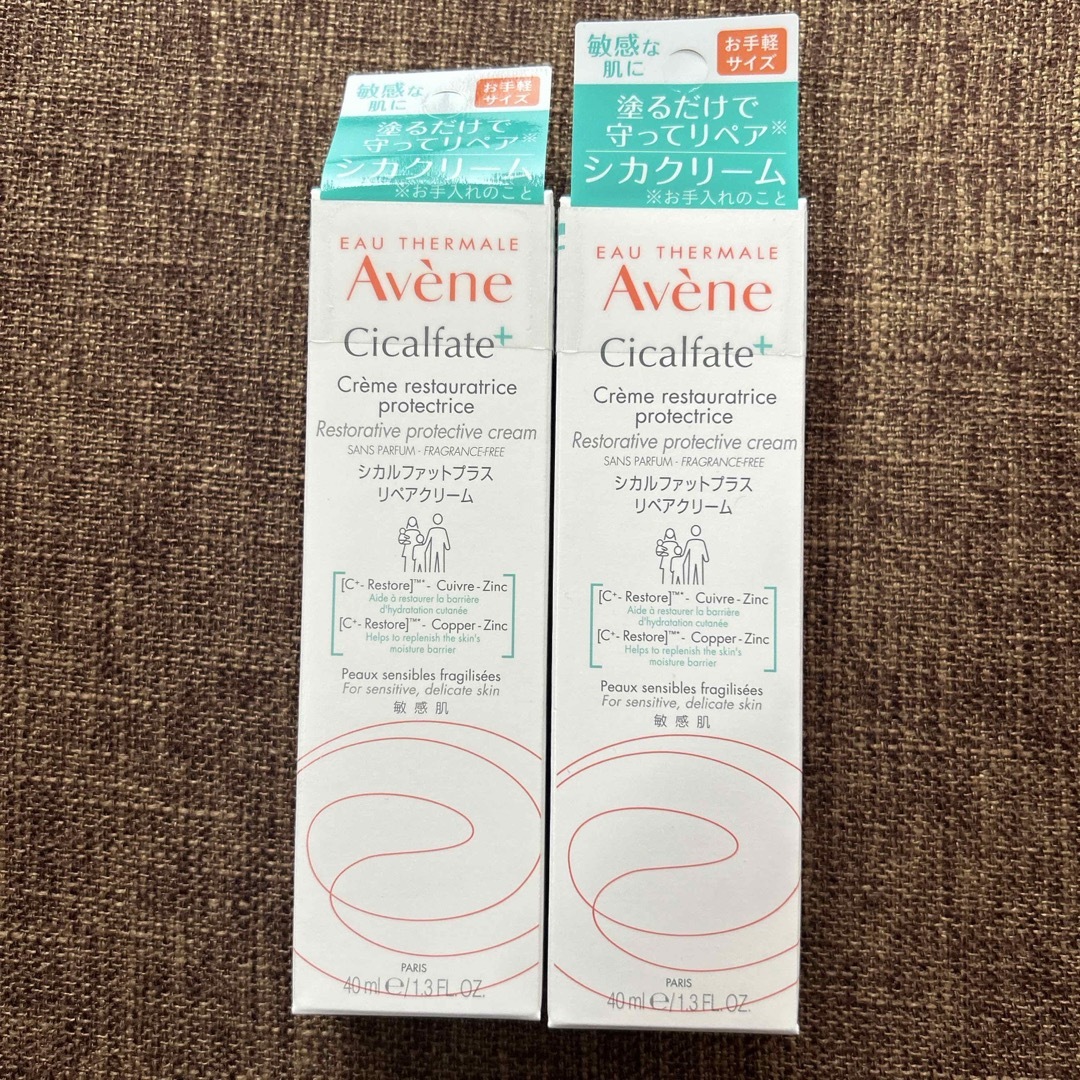 敏感な
肌に
お手軽
サイズ
塗るだけで
守ってリペア※
シカクリーム
※お手入れのこと
EAU THERMALE
Avène
Cicalfate+
Crème restauratrice
protectrice
Restorative protective cream
SANS PARFUM - FRAGRANCE-FREE
シカルファットプラス
リペアクリーム
[C+- Restore]™*- Cuivre - Zinc
Aide à restaurer la barrière
d'hydratation cutanée
[C+- Restore]™*- Copper - Zinc
Helps to replenish the skin's
moisture barrier
Peaux sensibles fragilisées
For sensitive, delicate skin
敏感肌
PARIS
40 ml ℮/1.3 FL. OZ.
敏感な
肌に
お手軽
サイズ
塗るだけで
守ってリペア※
シカクリーム
※お手入れのこと
EAU THERMALE
Avène
Cicalfate+
Crème restauratrice
protectrice
Restorative protective cream
SANS PARFUM - FRAGRANCE-FREE
シカルファットプラス
リペアクリーム
[C+- Restore]™*- Cuivre - Zinc
Aide à restaurer la barrière
d'hydratation cutanée
[C+- Restore]™*- Copper - Zinc
Helps to replenish the skin's
moisture barrier
Peaux sensibles fragilisées
For sensitive, delicate skin
敏感肌
PARIS
40 ml ℮/1.3 FL. OZ.